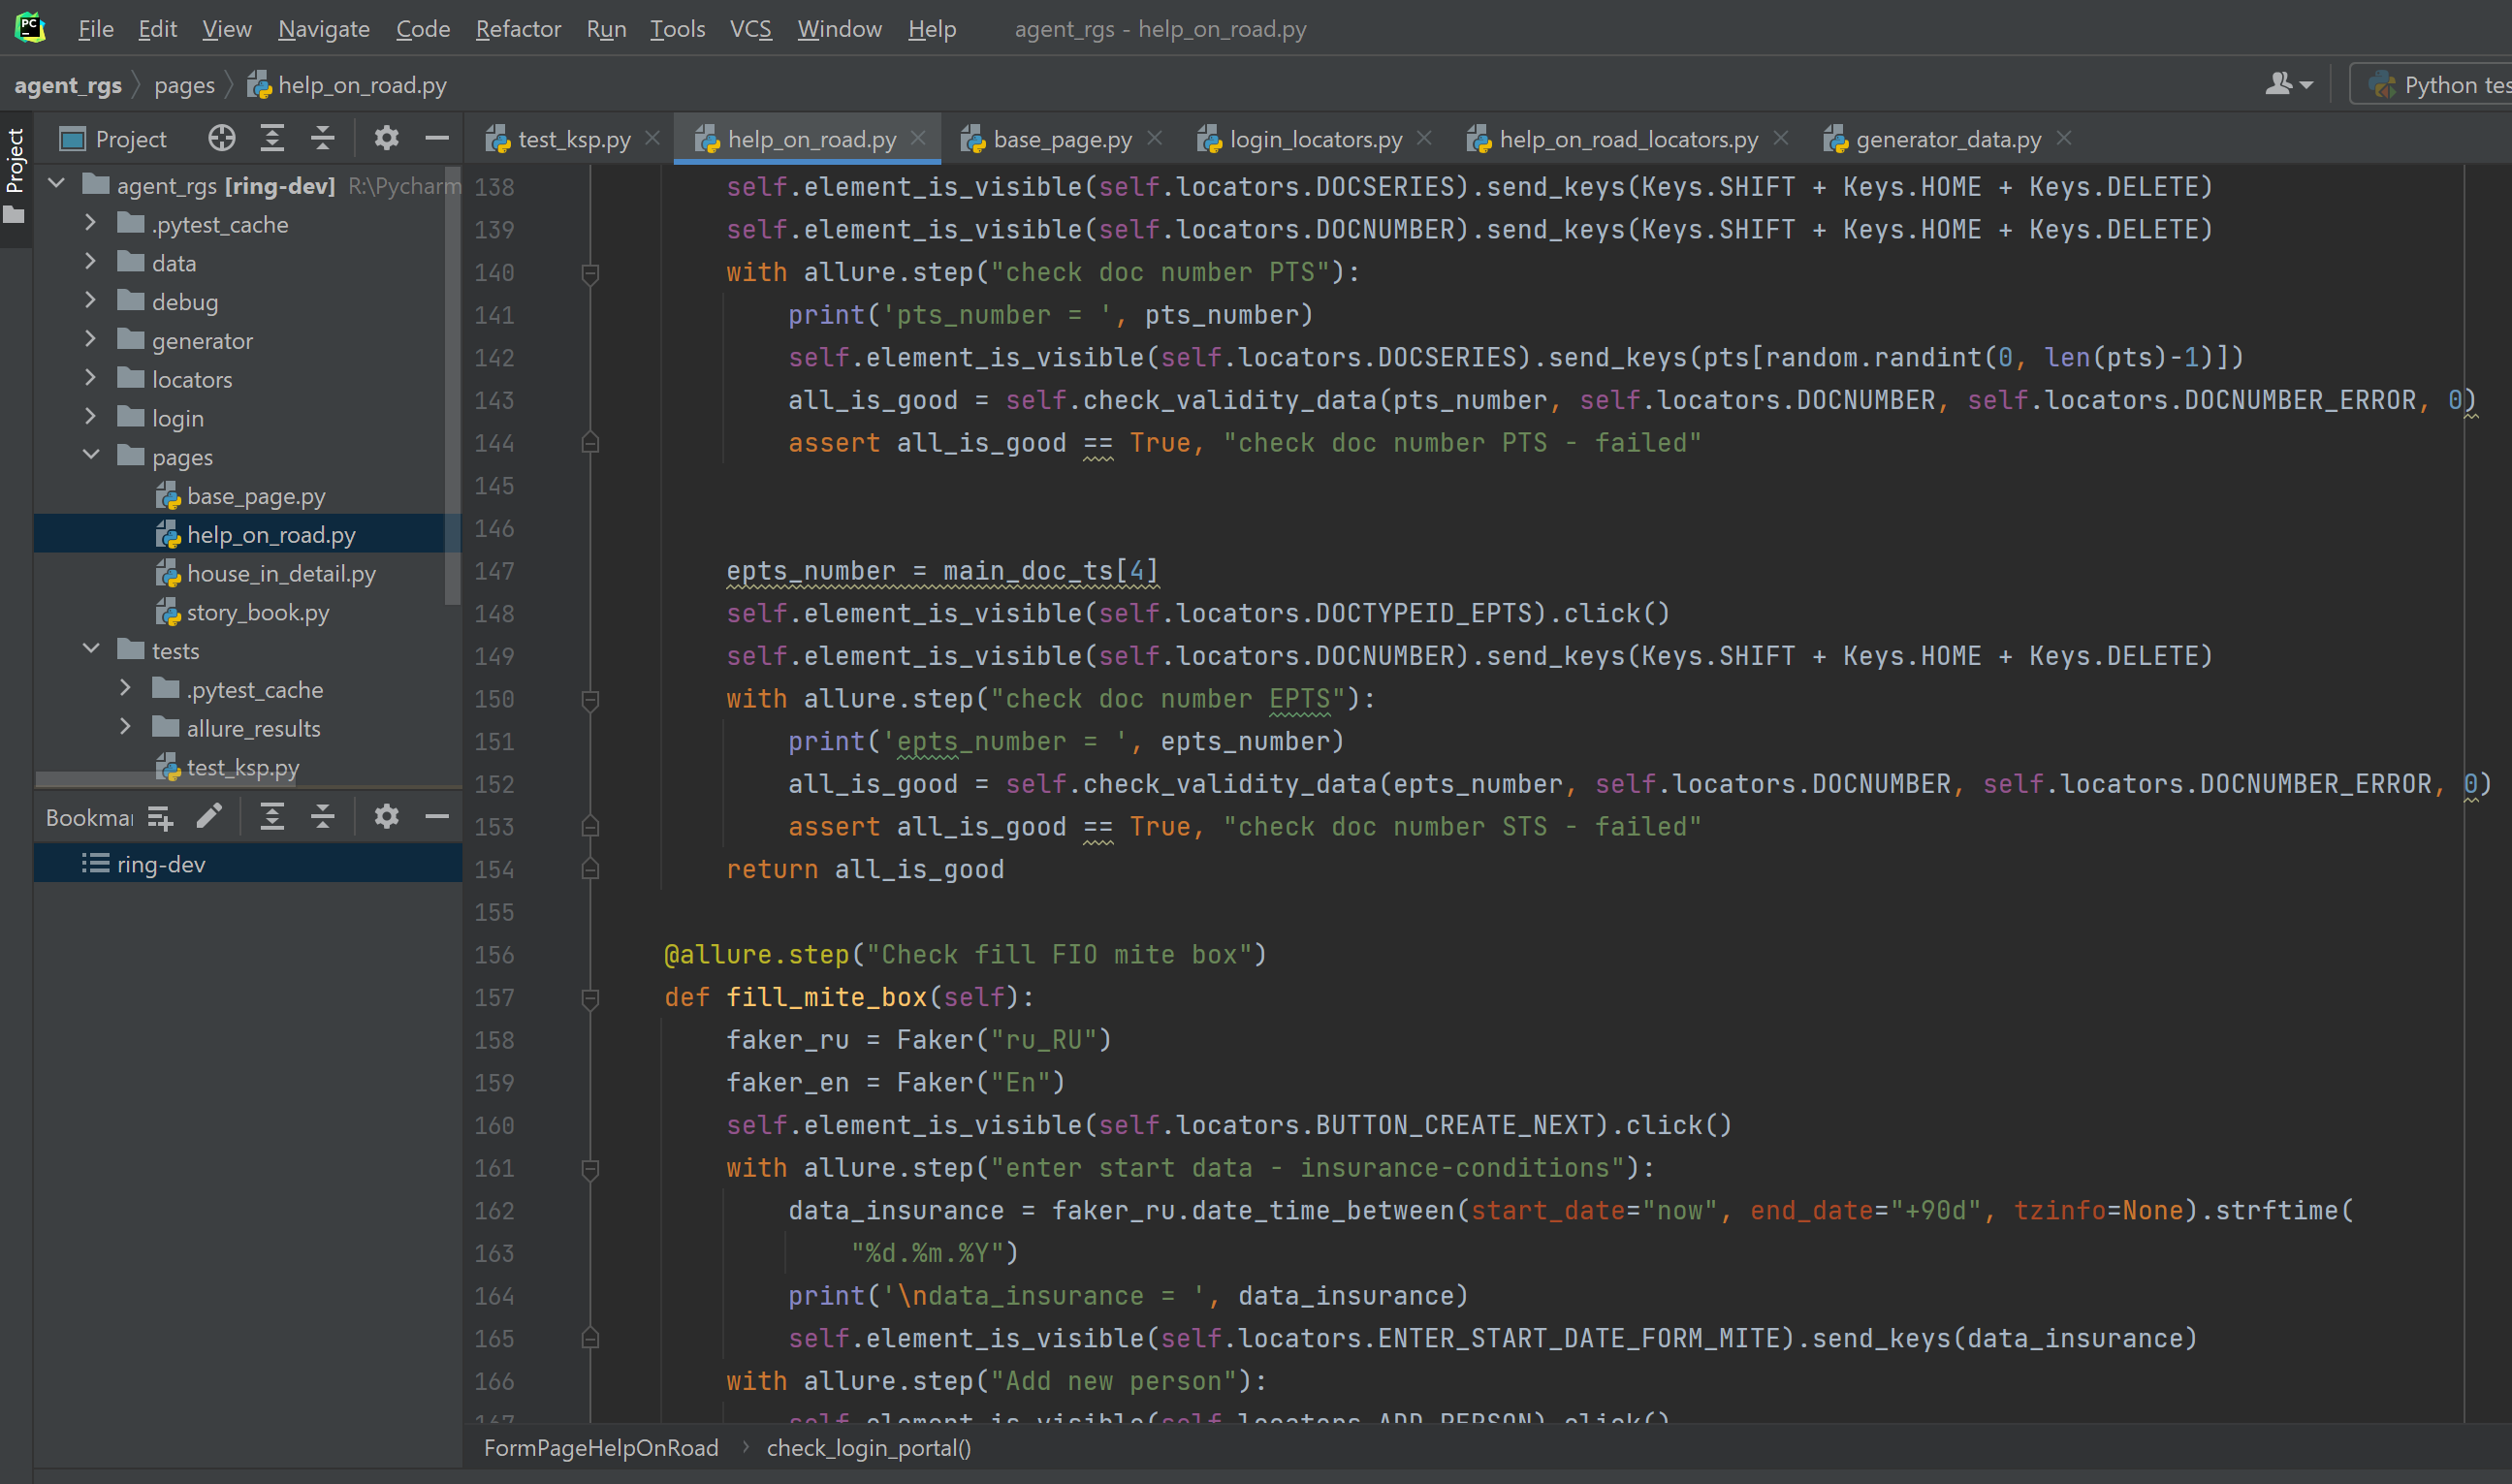 PC
File Edit View Navigate Code Refactor Run Tools VCS Window Help agent_rgs - help_on_road.py
agent_rgs pages help_on_road.py
Python
Project
Project
test_ksp.py help_on_road.py base_page.py login_locators.py help_on_road_locators.py generator_data.py
agent_rgs [ring-dev] R:\Pycharm
.pytest_cache
data
debug
generator
locators
login
pages
base_page.py
help_on_road.py
house_in_detail.py
story_book.py
tests
.pytest_cache
allure_results
test_ksp.py
Bookmar
ring-dev
138 self.element_is_visible(self.locators.DOCSERIES).send_keys(Keys.SHIFT + Keys.HOME + Keys.DELETE)
139 self.element_is_visible(self.locators.DOCNUMBER).send_keys(Keys.SHIFT + Keys.HOME + Keys.DELETE)
140 with allure.step("check doc number PTS"):
141 print('pts_number = ', pts_number)
142 self.element_is_visible(self.locators.DOCSERIES).send_keys(pts[random.randint(0, len(pts)-1)])
143 all_is_good = self.check_validity_data(pts_number, self.locators.DOCNUMBER, self.locators.DOCNUMBER_ERROR, 0)
144 assert all_is_good == True, "check doc number PTS - failed"
145
146
147 epts_number = main_doc_ts[4]
148 self.element_is_visible(self.locators.DOCTYPEID_EPTS).click()
149 self.element_is_visible(self.locators.DOCNUMBER).send_keys(Keys.SHIFT + Keys.HOME + Keys.DELETE)
150 with allure.step("check doc number EPTS"):
151 print('epts_number = ', epts_number)
152 all_is_good = self.check_validity_data(epts_number, self.locators.DOCNUMBER, self.locators.DOCNUMBER_ERROR, 0)
153 assert all_is_good == True, "check doc number STS - failed"
154 return all_is_good
155
156 @allure.step("Check fill FIO mite box")
157 def fill_mite_box(self):
158 faker_ru = Faker("ru_RU")
159 faker_en = Faker("En")
160 self.element_is_visible(self.locators.BUTTON_CREATE_NEXT).click()
161 with allure.step("enter start data - insurance-conditions"):
162 data_insurance = faker_ru.date_time_between(start_date="now", end_date="+90d", tzinfo=None).strftime(
163 "%d.%m.%Y")
164 print('\ndata_insurance = ', data_insurance)
165 self.element_is_visible(self.locators.ENTER_START_DATE_FORM_MITE).send_keys(data_insurance)
166 with allure.step("Add new person"):
167 self.element_is_visible(self.locators.ADD_PERSON).click()
FormPageHelpOnRoad check_login_portal()